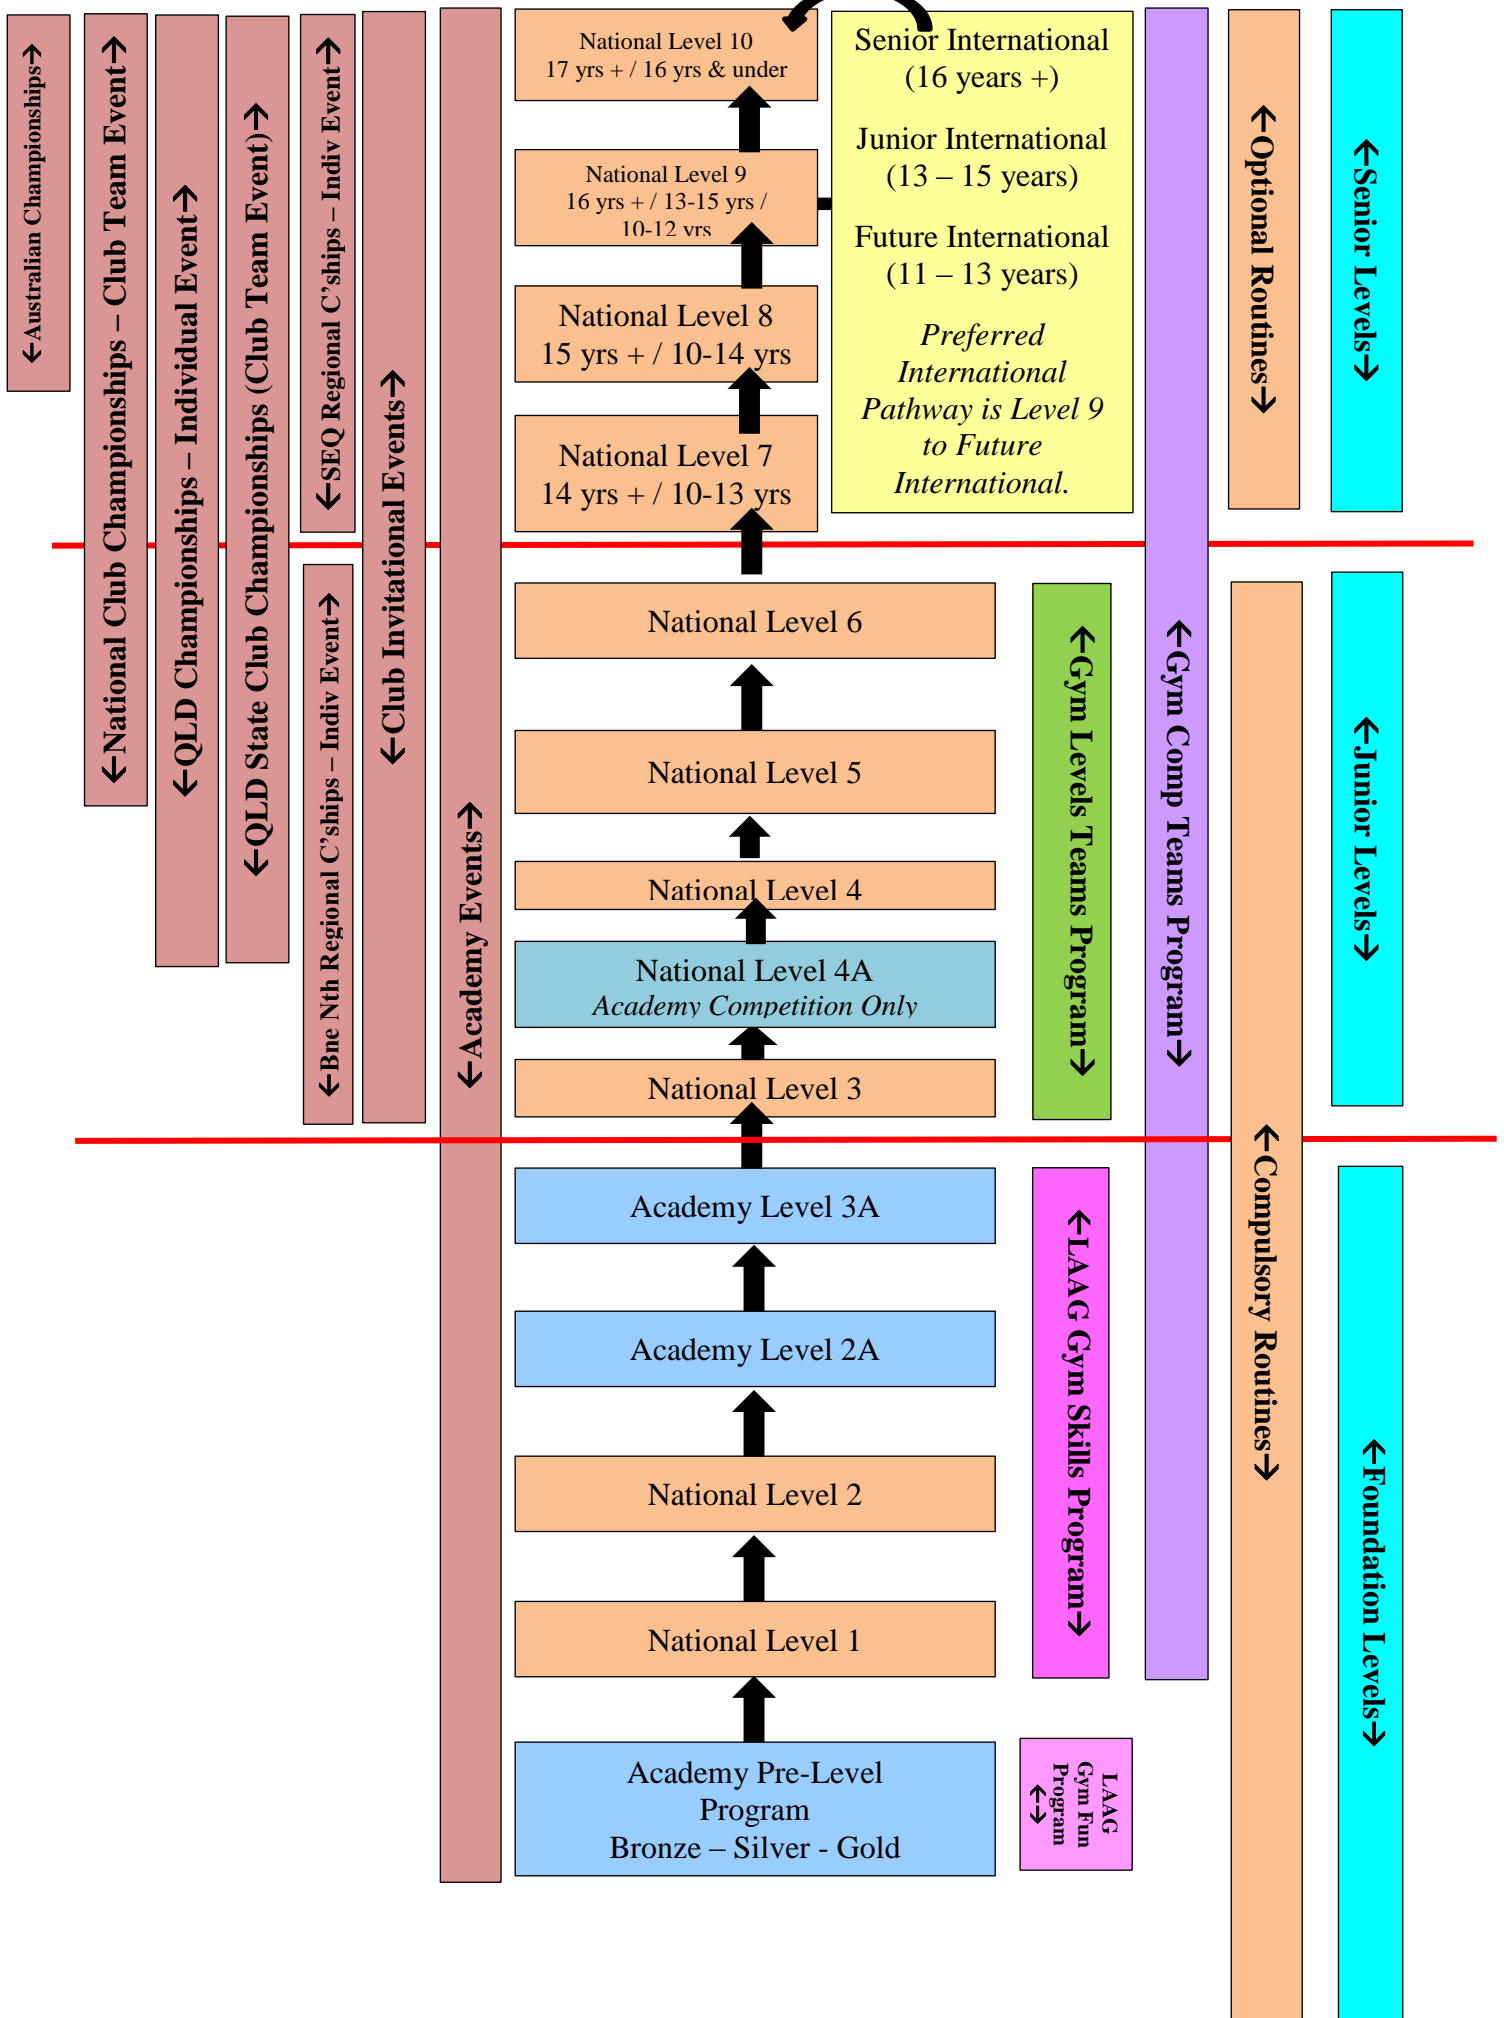 ←Australian Championships→
←National Club Championships – Club Team Event→
←QLD Championships – Individual Event→
←QLD State Club Championships (Club Team Event)→
←SEQ Regional C'ships – Indiv Event→
←Bne Nth Regional C'ships – Indiv Event→
←Club Invitational Events→
←Academy Events→
National Level 10
17 yrs + / 16 yrs & under
National Level 9
16 yrs + / 13-15 yrs /
10-12 yrs
National Level 8
15 yrs + / 10-14 yrs
National Level 7
14 yrs + / 10-13 yrs
Senior International
(16 years +)
Junior International
(13 – 15 years)
Future International
(11 – 13 years)
Preferred
International
Pathway is Level 9
to Future
International.
National Level 6
National Level 5
National Level 4
National Level 4A
Academy Competition Only
National Level 3
Academy Level 3A
Academy Level 2A
National Level 2
National Level 1
Academy Pre-Level
Program
Bronze – Silver - Gold
←Gym Levels Teams Program→
←LAAG Gym Skills Program→
LAAG
Gym Fun
Program
←→
←Gym Comp Teams Program→
←Optional Routines→
←Compulsory Routines→
←Senior Levels→
←Junior Levels→
←Foundation Levels→